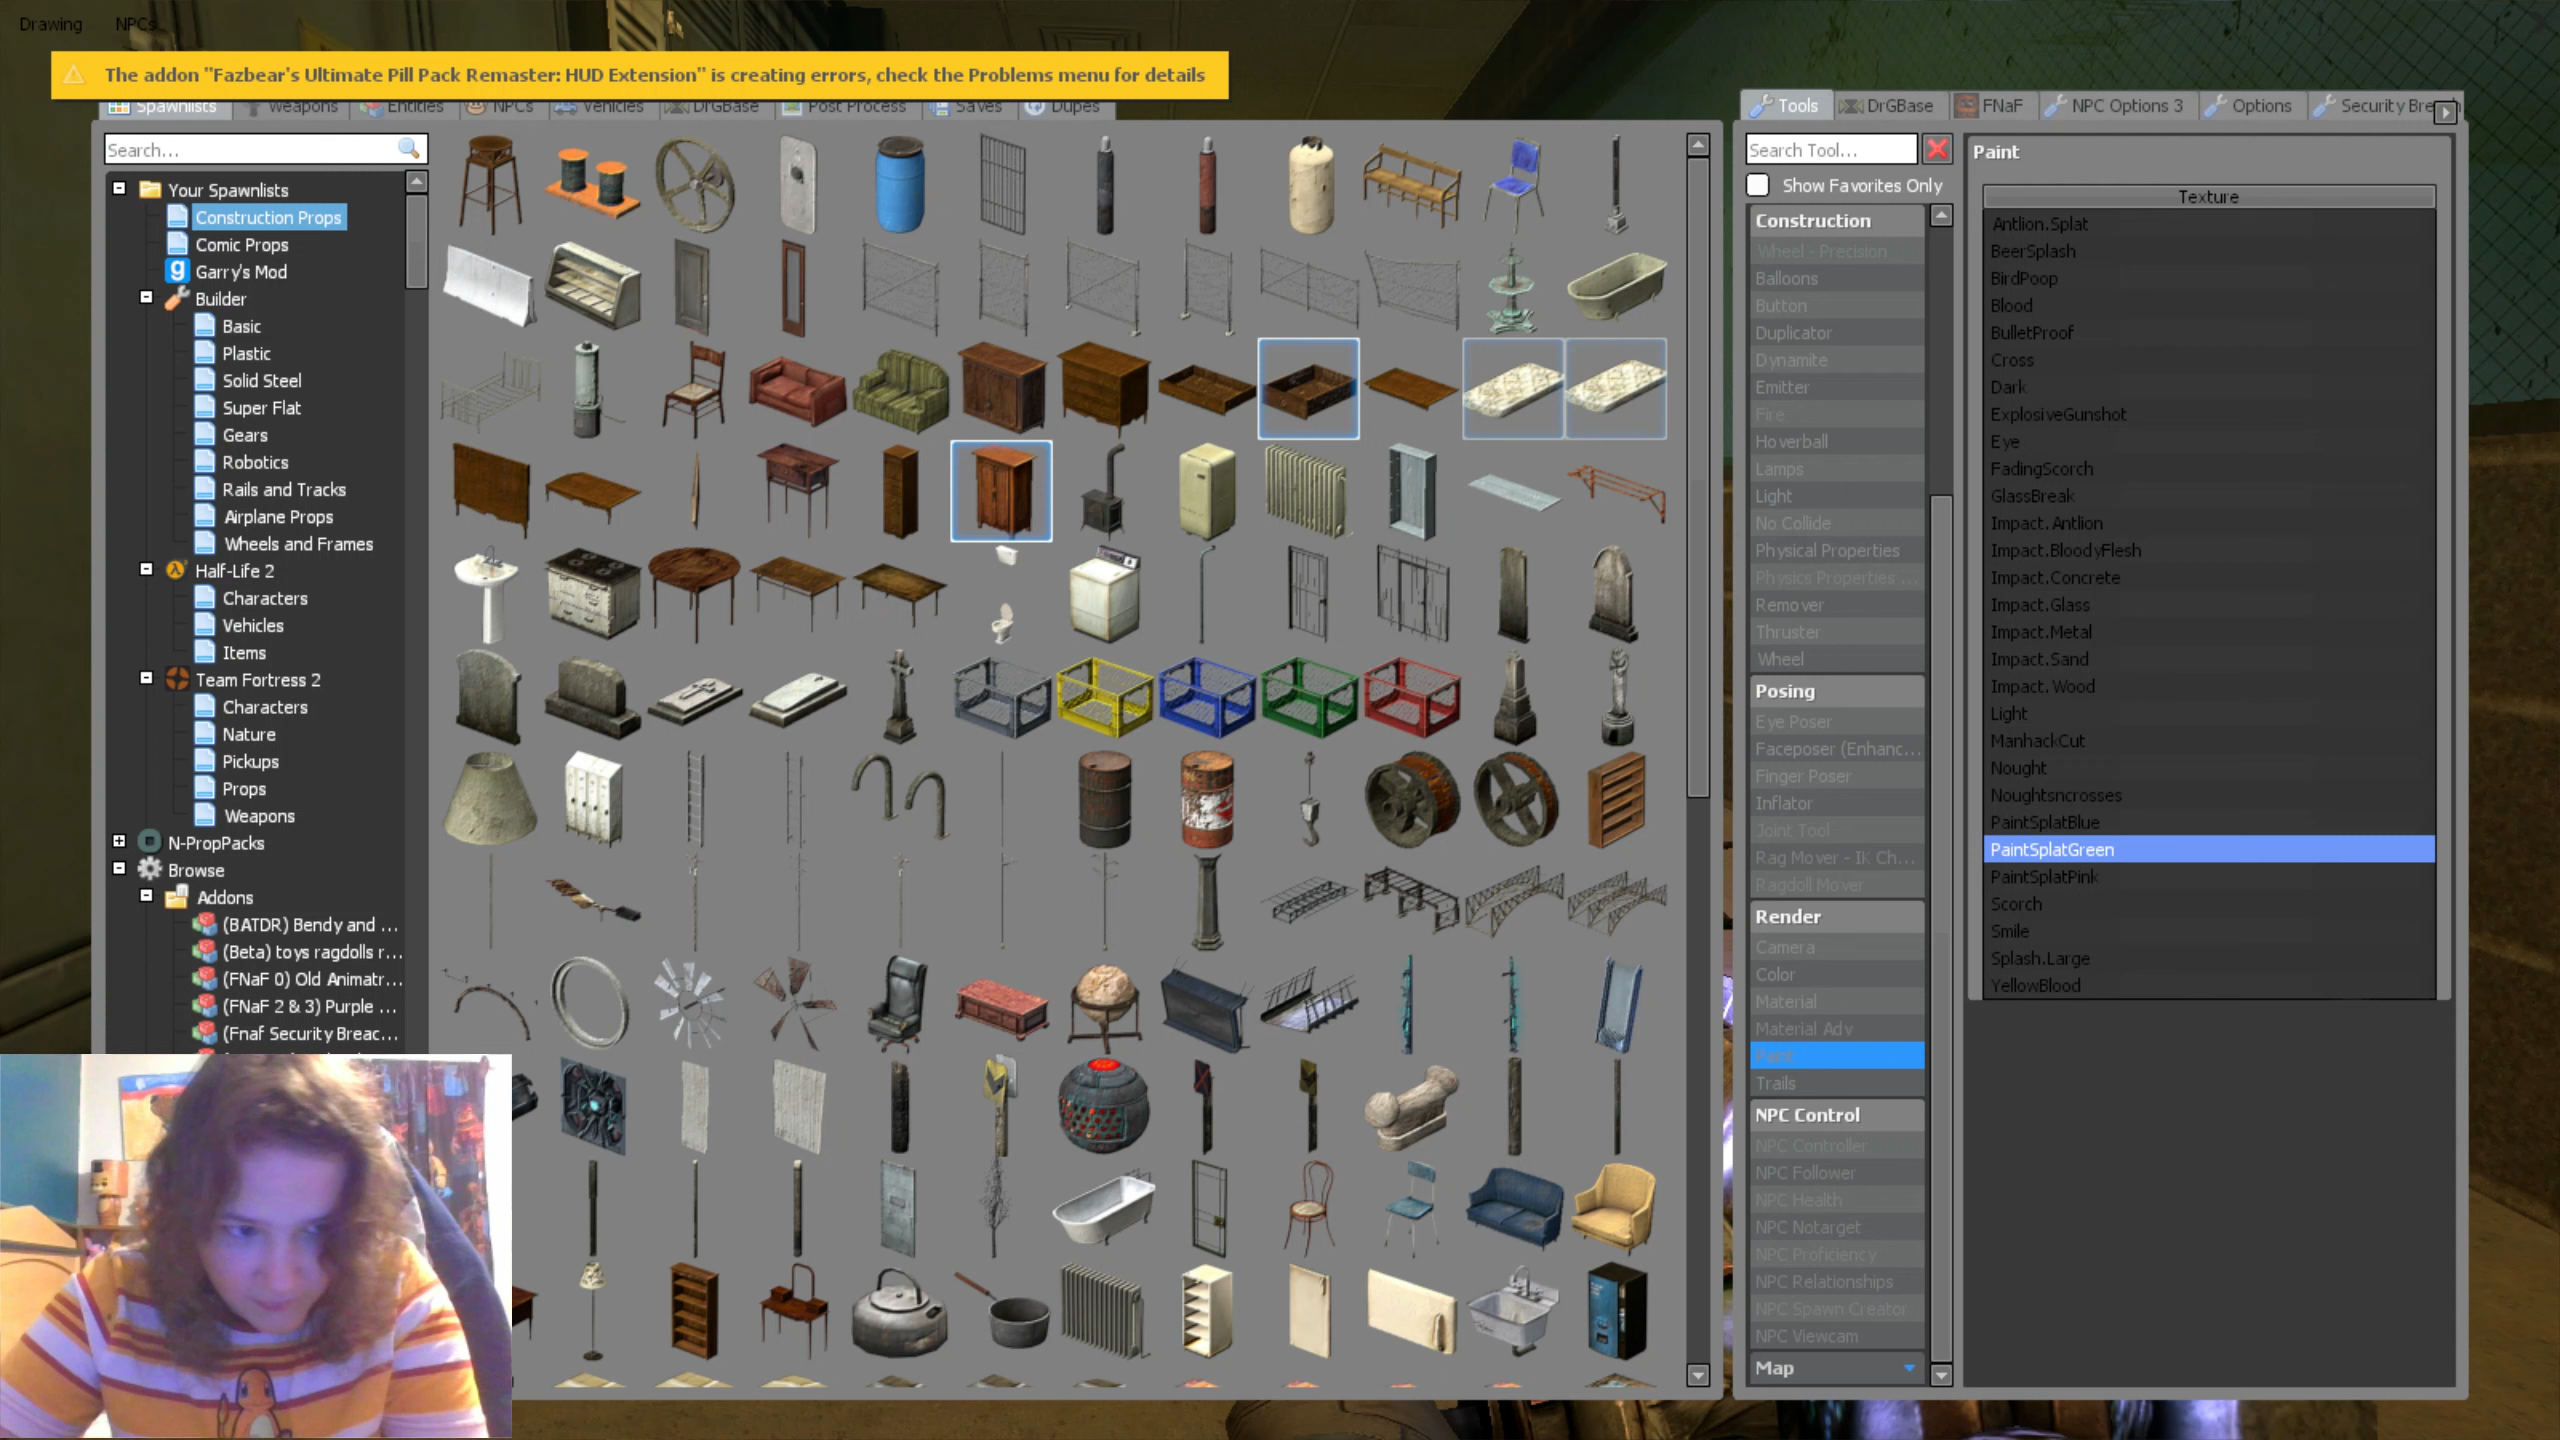 Drawing NPCs
The addon "Fazbear's Ultimate Pill Pack Remaster: HUD Extension" is creating errors, check the Problems menu for details
Spawnlists Weapons Entities NPCs Vehicles DrGBase Post Process Saves Dupes
Search...
Your Spawnlists
Construction Props
Comic Props
Garry's Mod
Builder
Basic
Plastic
Solid Steel
Super Flat
Gears
Robotics
Rails and Tracks
Airplane Props
Wheels and Frames
Half-Life 2
Characters
Vehicles
Items
Team Fortress 2
Characters
Nature
Pickups
Props
Weapons
N-PropPacks
Browse
Addons
(BATDR) Bendy and ...
(Beta) toys ragdolls r...
(FNaF 0) Old Animatr...
(FNaF 2 & 3) Purple ...
(Fnaf Security Breac...
Tools DrGBase FNaF NPC Options 3 Options Security Bre
Search Tool...
Show Favorites Only
Construction
Wheel - Precision
Balloons
Button
Duplicator
Dynamite
Emitter
Fire
Hoverball
Lamps
Light
No Collide
Physical Properties
Physics Properties ...
Remover
Thruster
Wheel
Posing
Eye Poser
Faceposer (Enhanc...
Finger Poser
Inflator
Joint Tool
Rag Mover - IK Ch...
Ragdoll Mover
Render
Camera
Color
Material
Material Adv
Paint
Trails
NPC Control
NPC Controller
NPC Follower
NPC Health
NPC Notarget
NPC Proficiency
NPC Relationships
NPC Spawn Creator
NPC Viewcam
Map
Paint
Texture
Antlion.Splat
BeerSplash
BirdPoop
Blood
BulletProof
Cross
Dark
ExplosiveGunshot
Eye
FadingScorch
GlassBreak
Impact.Antlion
Impact.BloodyFlesh
Impact.Concrete
Impact.Glass
Impact.Metal
Impact.Sand
Impact.Wood
Light
ManhackCut
Nought
Noughtsncrosses
PaintSplatBlue
PaintSplatGreen
PaintSplatPink
Scorch
Smile
Splash.Large
YellowBlood